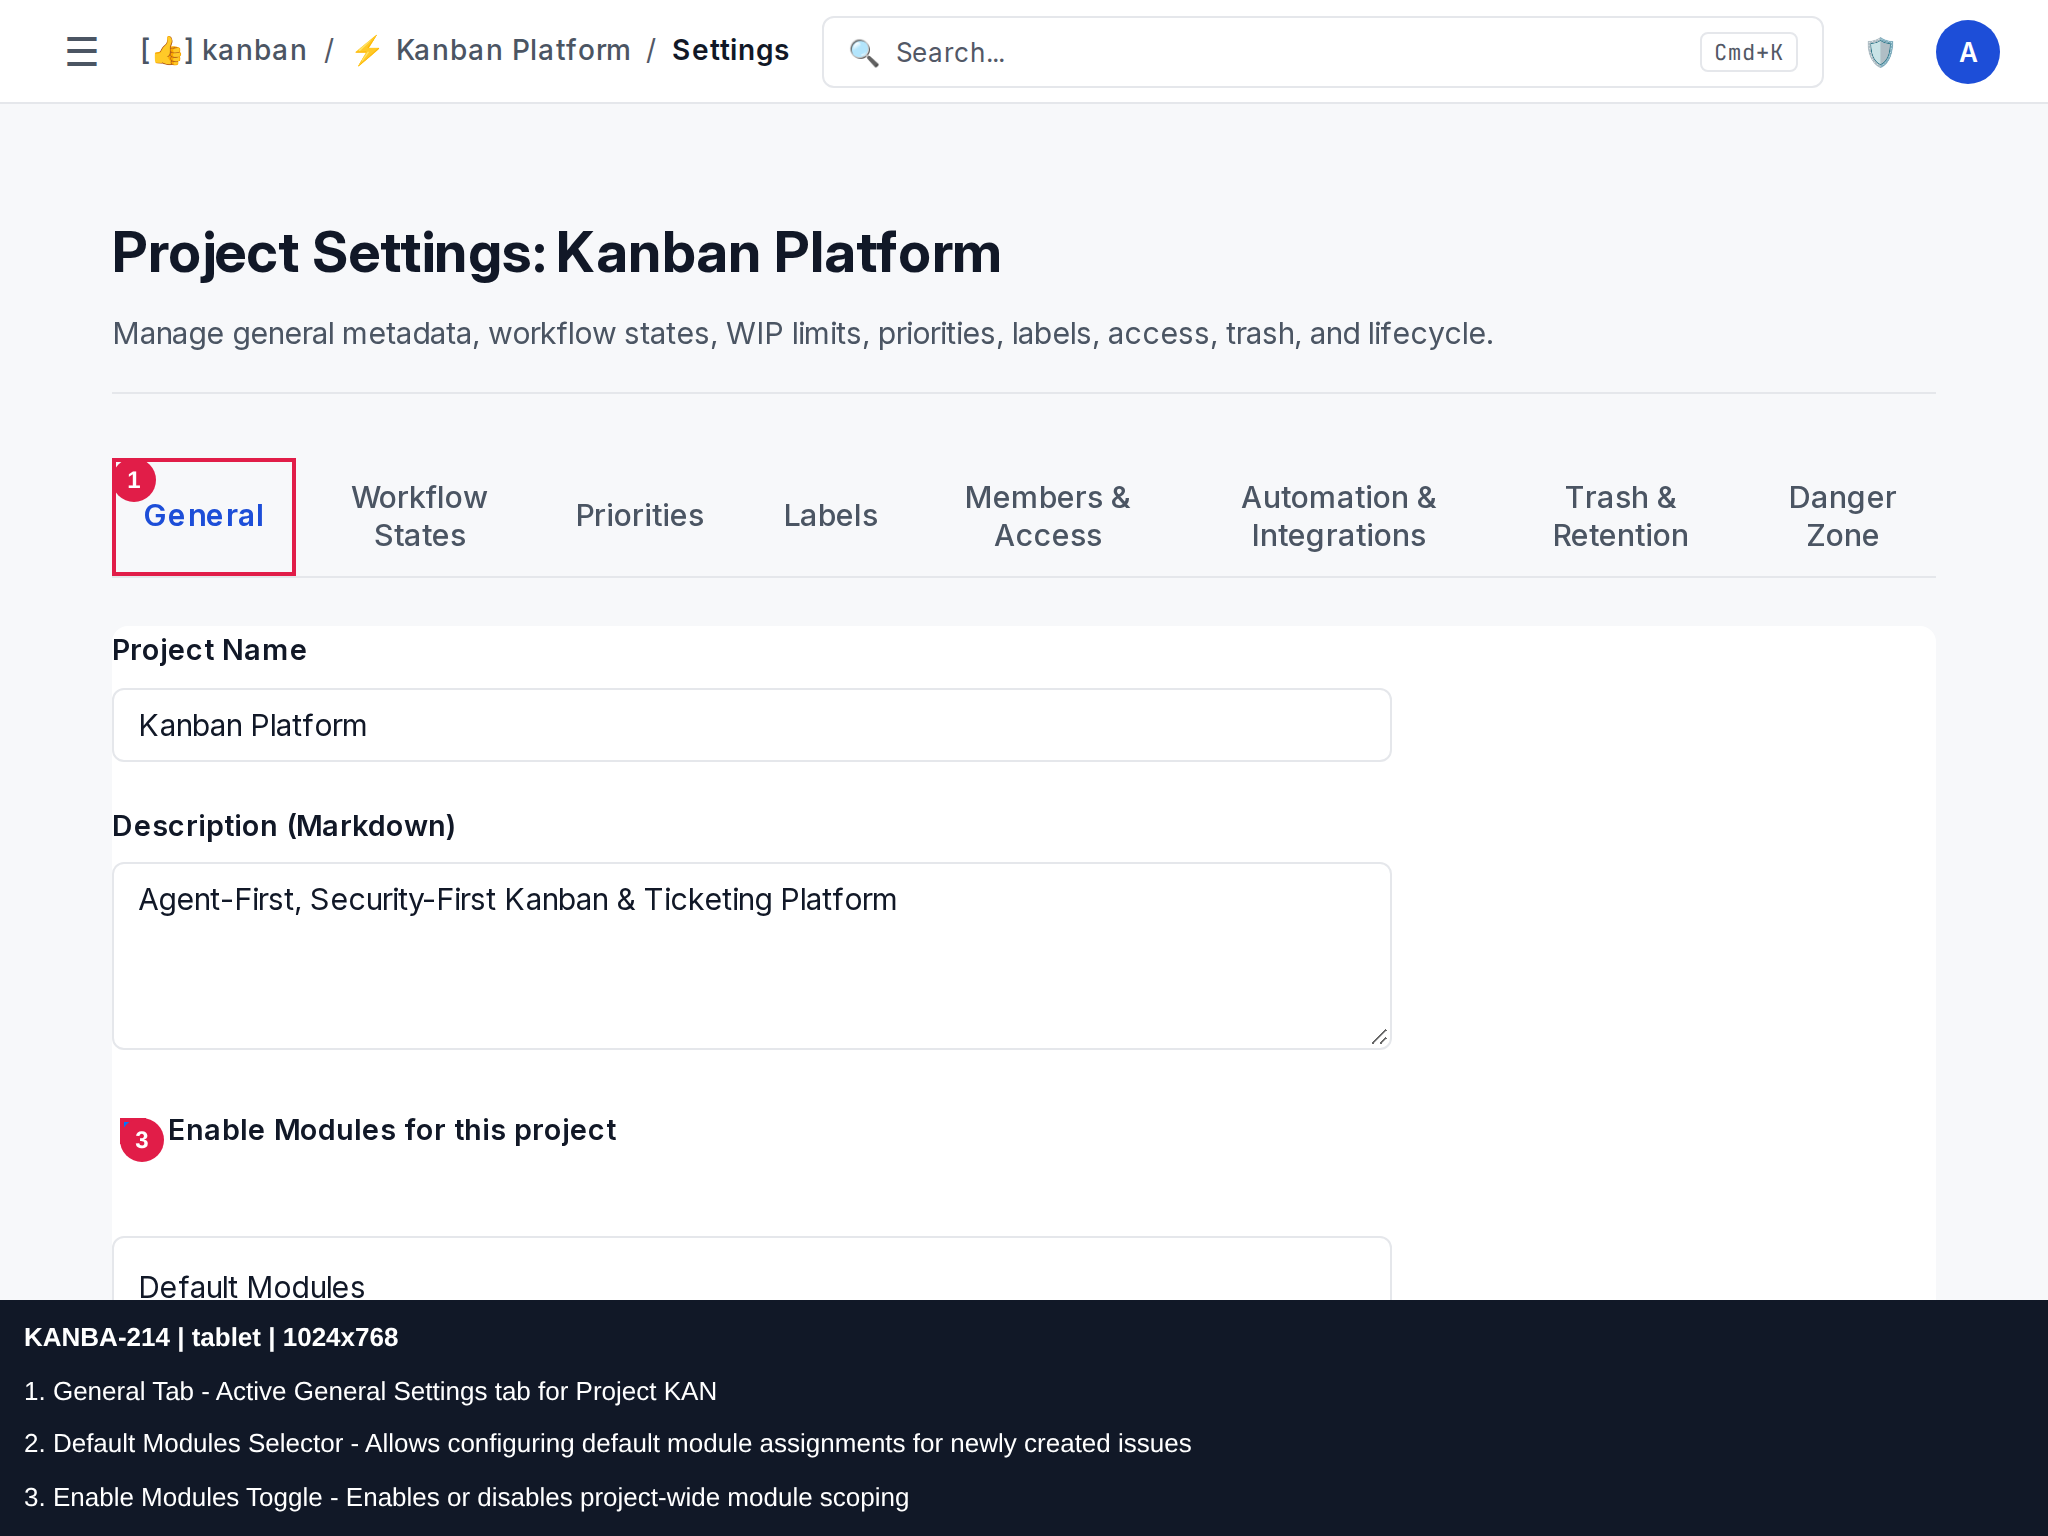 [👍] kanban / ⚡ Kanban Platform / Settings
🔍 Search... Cmd+K
A
Project Settings: Kanban Platform
Manage general metadata, workflow states, WIP limits, priorities, labels, access, trash, and lifecycle.
1
General
Workflow States
Priorities
Labels
Members & Access
Automation & Integrations
Trash & Retention
Danger Zone
Project Name
Kanban Platform
Description (Markdown)
Agent-First, Security-First Kanban & Ticketing Platform
3 Enable Modules for this project
Default Modules
KANBA-214 | tablet | 1024x768
1. General Tab - Active General Settings tab for Project KAN
2. Default Modules Selector - Allows configuring default module assignments for newly created issues
3. Enable Modules Toggle - Enables or disables project-wide module scoping